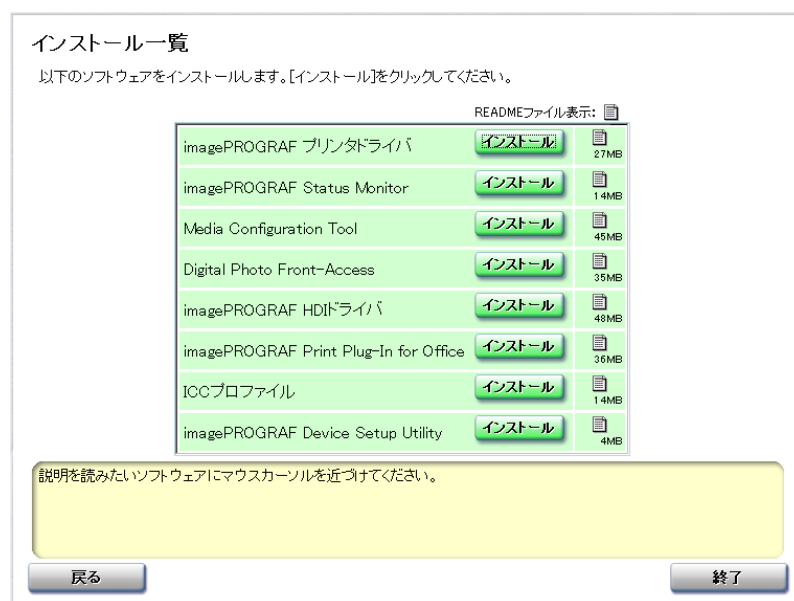 インストール一覧
以下のソフトウェアをインストールします。[インストール]をクリックしてください。
READMEファイル表示:
imagePROGRAF プリンタドライバ インストール 27MB
imagePROGRAF Status Monitor インストール 14MB
Media Configuration Tool インストール 45MB
Digital Photo Front-Access インストール 35MB
imagePROGRAF HDIドライバ インストール 48MB
imagePROGRAF Print Plug-In for Office インストール 36MB
ICCプロファイル インストール 14MB
imagePROGRAF Device Setup Utility インストール 4MB
説明を読みたいソフトウェアにマウスカーソルを近づけてください。
戻る 終了